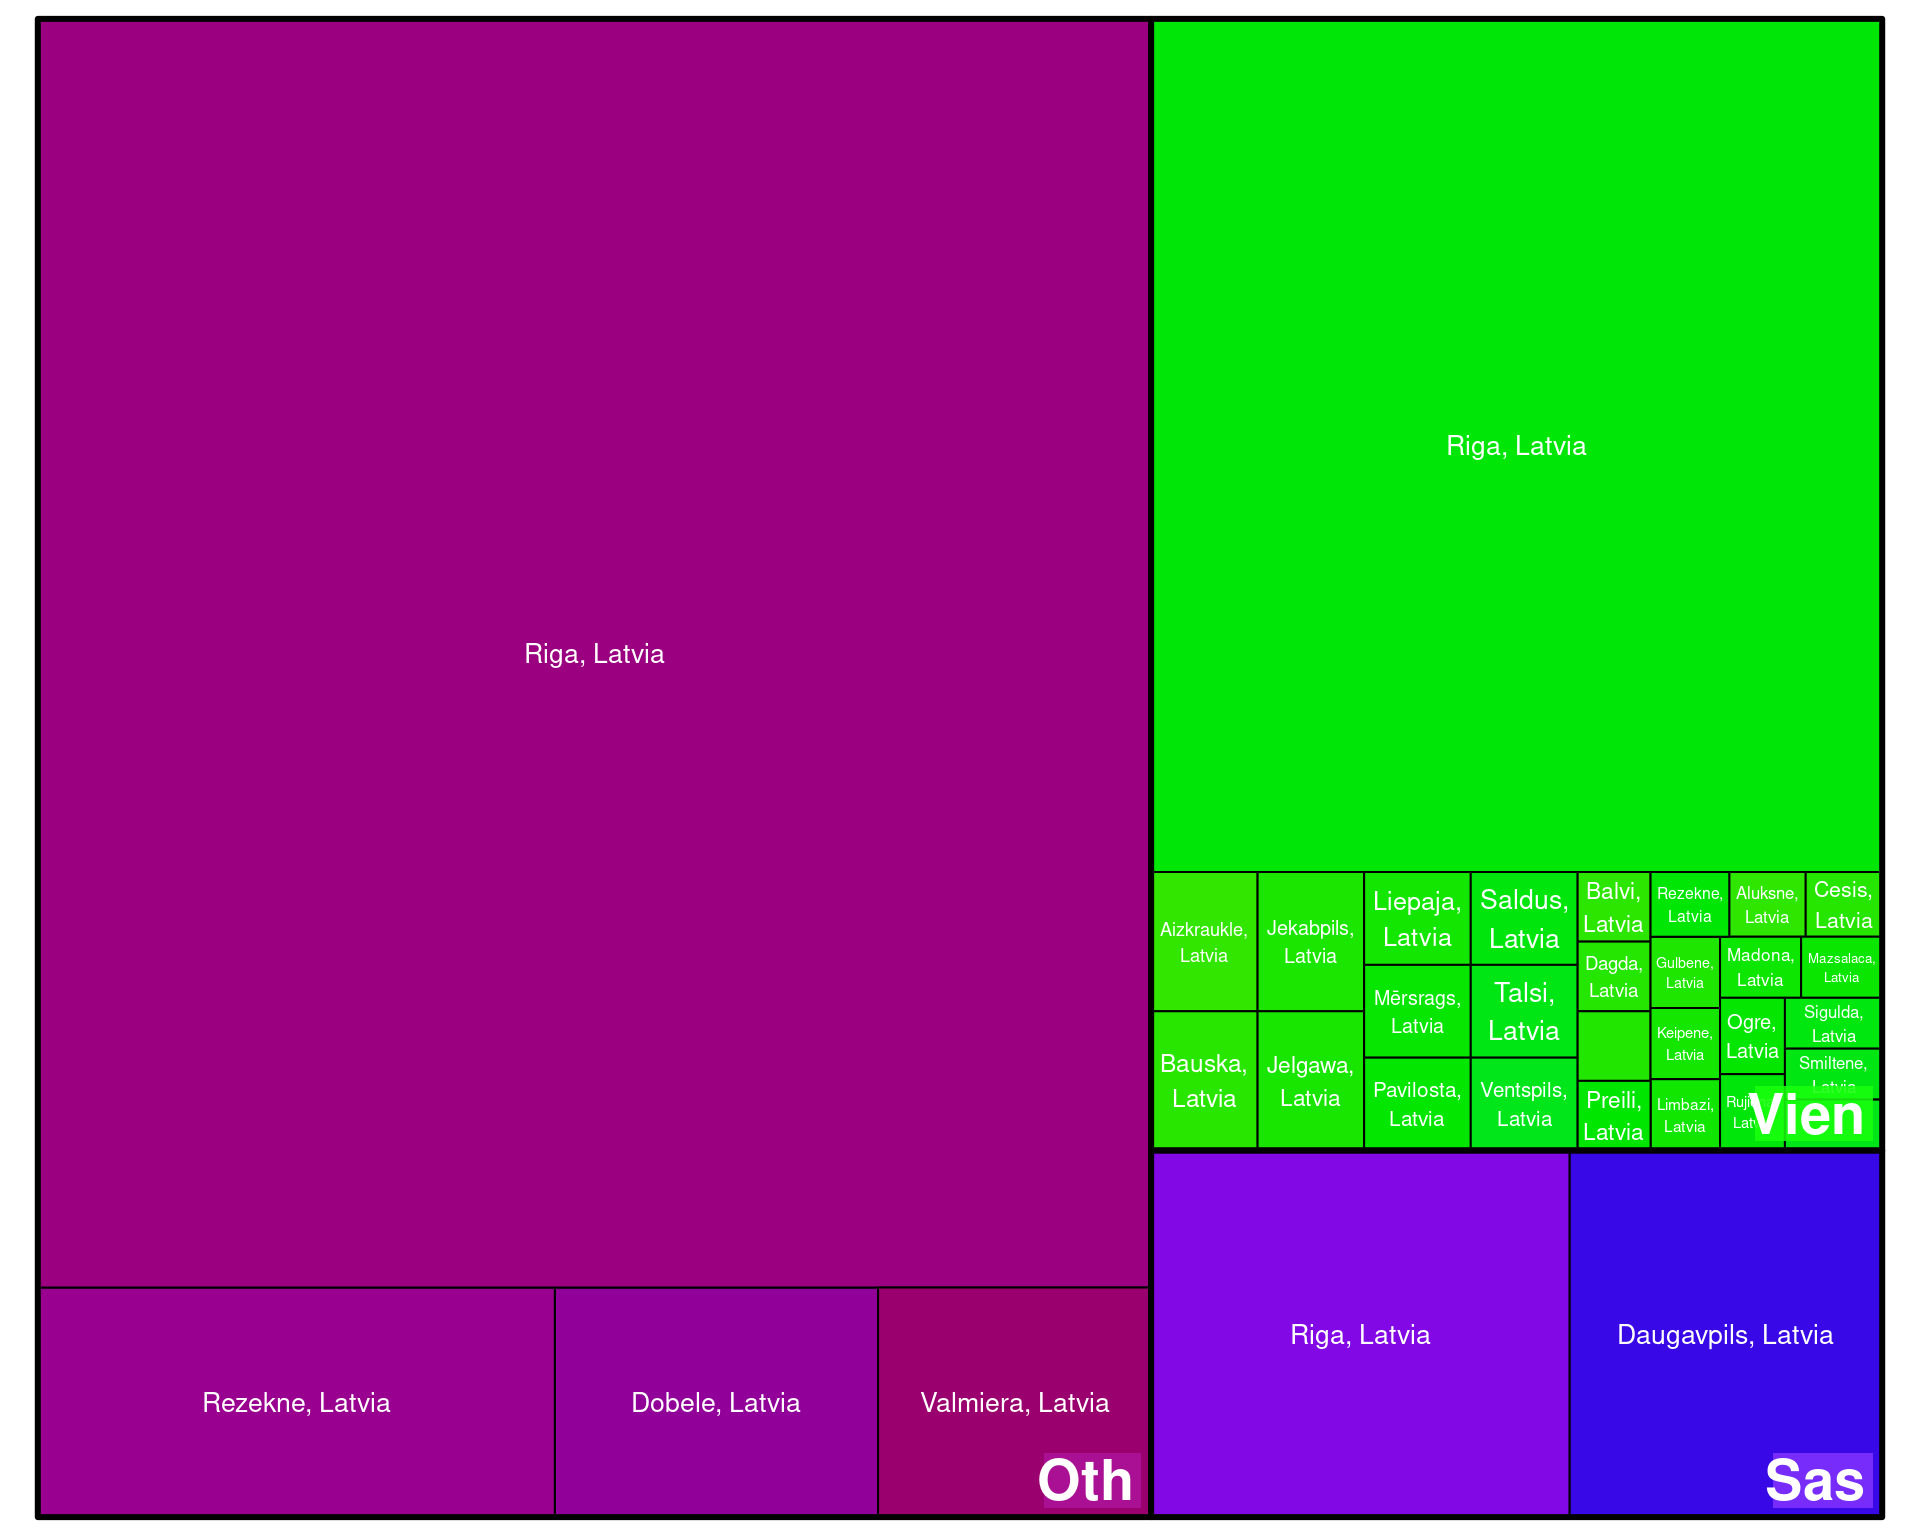 Riga, Latvia
Rezekne, Latvia
Dobele, Latvia
Valmiera, Latvia
Oth
Riga, Latvia
Aizkraukle,
Latvia
Bauska,
Latvia
Jekabpils,
Latvia
Jelgawa,
Latvia
Liepaja,
Latvia
Mērsrags,
Latvia
Pavilosta,
Latvia
Saldus,
Latvia
Talsi,
Latvia
Ventspils,
Latvia
Balvi,
Latvia
Dagda,
Latvia
Preili,
Latvia
Rezekne,
Latvia
Aluksne,
Latvia
Cesis,
Latvia
Gulbene,
Latvia
Keipene,
Latvia
Limbazi,
Latvia
Madona,
Latvia
Mazsalaca,
Latvia
Ogre,
Latvia
Sigulda,
Latvia
Smiltene,
Latvia
Vien
Riga, Latvia
Daugavpils, Latvia
Sas